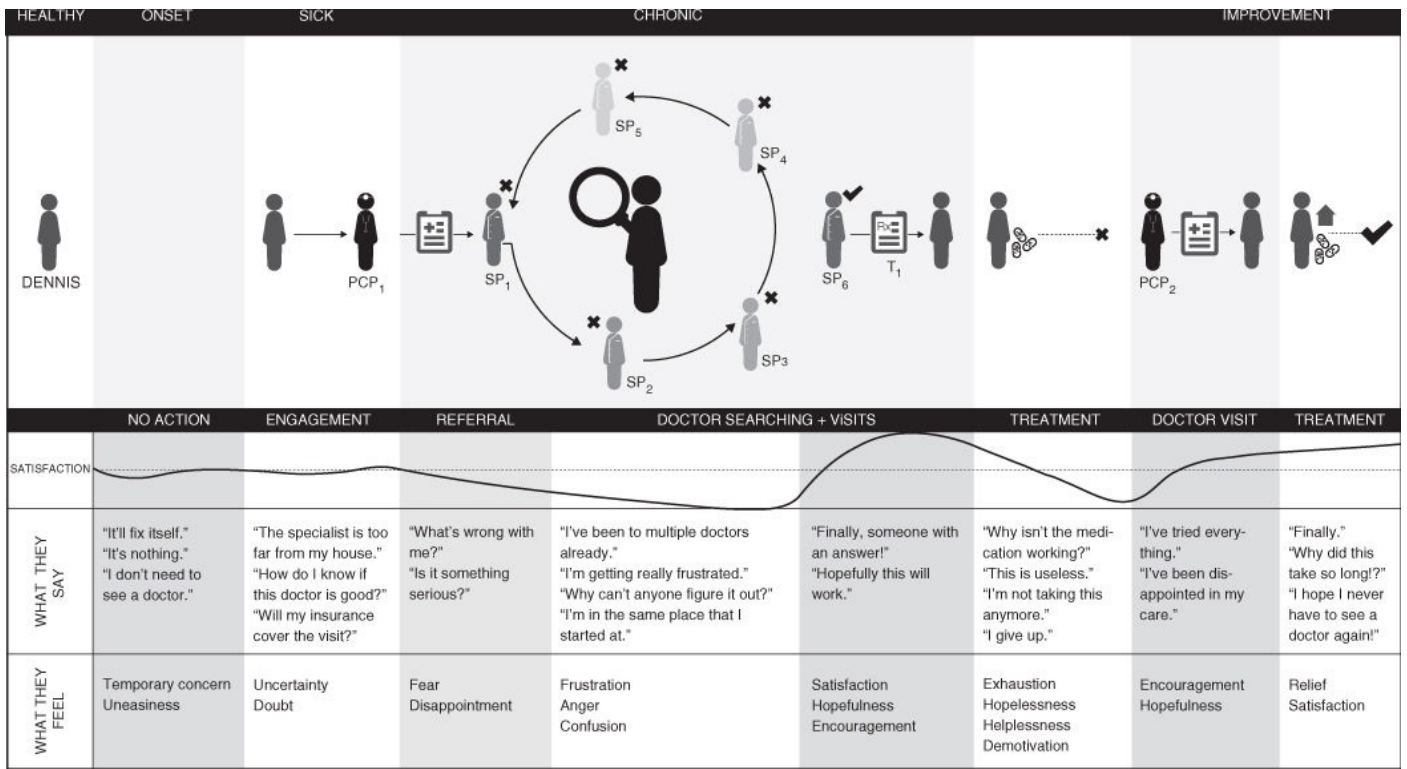 HEALTHY ONSET SICK CHRONIC IMPROVEMENT
SP₅
SP₄
DENNIS
PCP₁
SP₁
Rx
T₁
SP₆
PCP₂
SP3
SP₂
NO ACTION ENGAGEMENT REFERRAL DOCTOR SEARCHING + ViSITS TREATMENT DOCTOR VISIT TREATMENT
SATISFACTION
WHAT THEY
SAY
“It’ll fix itself.”
“It’s nothing.”
“I don’t need to
see a doctor.”
“The specialist is too
far from my house.”
“How do I know if
this doctor is good?”
“Will my insurance
cover the visit?”
“What’s wrong with
me?”
“Is it something
serious?”
“I’ve been to multiple doctors
already.”
“I’m getting really frustrated.”
“Why can’t anyone figure it out?”
“I’m in the same place that I
started at.”
“Finally, someone with
an answer!”
“Hopefully this will
work.”
“Why isn’t the medi-
cation working?”
“This is useless.”
“I’m not taking this
anymore.”
“I give up.”
“I’ve tried every-
thing.”
“I’ve been dis-
appointed in my
care.”
“Finally.”
“Why did this
take so long!?”
“I hope I never
have to see a
doctor again!”
WHAT THEY
FEEL
Temporary concern
Uneasiness
Uncertainty
Doubt
Fear
Disappointment
Frustration
Anger
Confusion
Satisfaction
Hopefulness
Encouragement
Exhaustion
Hopelessness
Helplessness
Demotivation
Encouragement
Hopefulness
Relief
Satisfaction